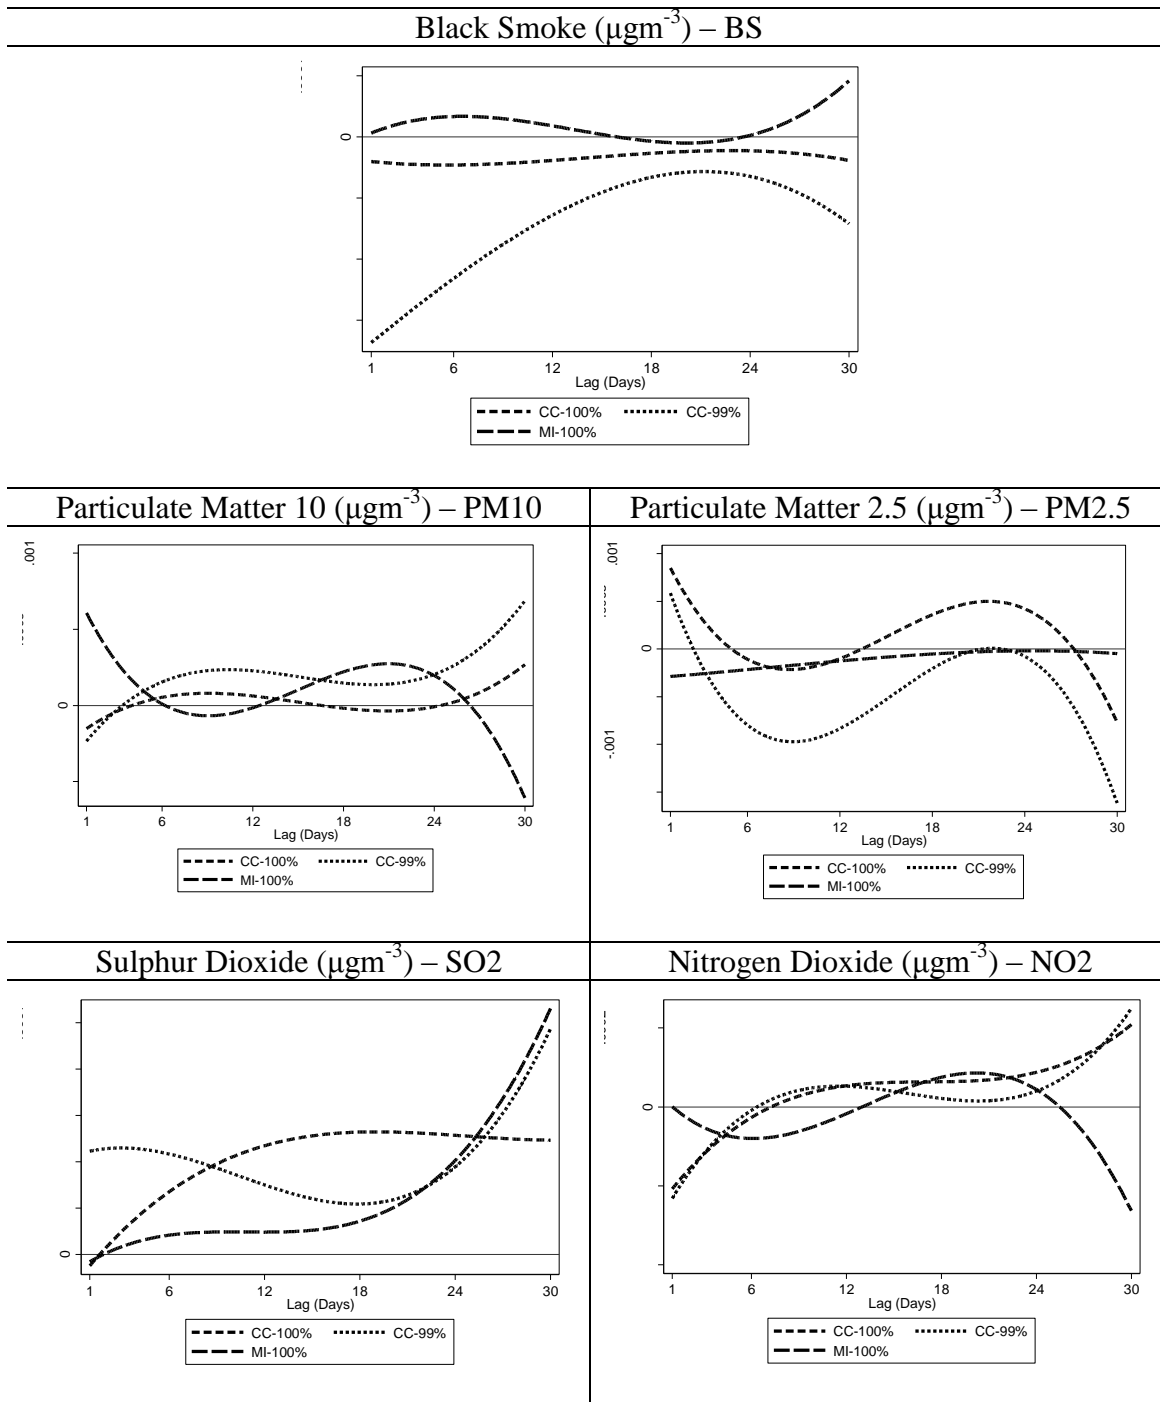 Black Smoke (μgm-3) – BS
0
1 6 12 18 24 30
Lag (Days)
CC-100% CC-99%
MI-100%
Particulate Matter 10 (μgm-3) – PM10
.001
0
1 6 12 18 24 30
Lag (Days)
CC-100% CC-99%
MI-100%
Particulate Matter 2.5 (μgm-3) – PM2.5
.001
0
-.001
1 6 12 18 24 30
Lag (Days)
CC-100% CC-99%
MI-100%
Sulphur Dioxide (μgm-3) – SO2
0
1 6 12 18 24 30
Lag (Days)
CC-100% CC-99%
MI-100%
Nitrogen Dioxide (μgm-3) – NO2
0
1 6 12 18 24 30
Lag (Days)
CC-100% CC-99%
MI-100%